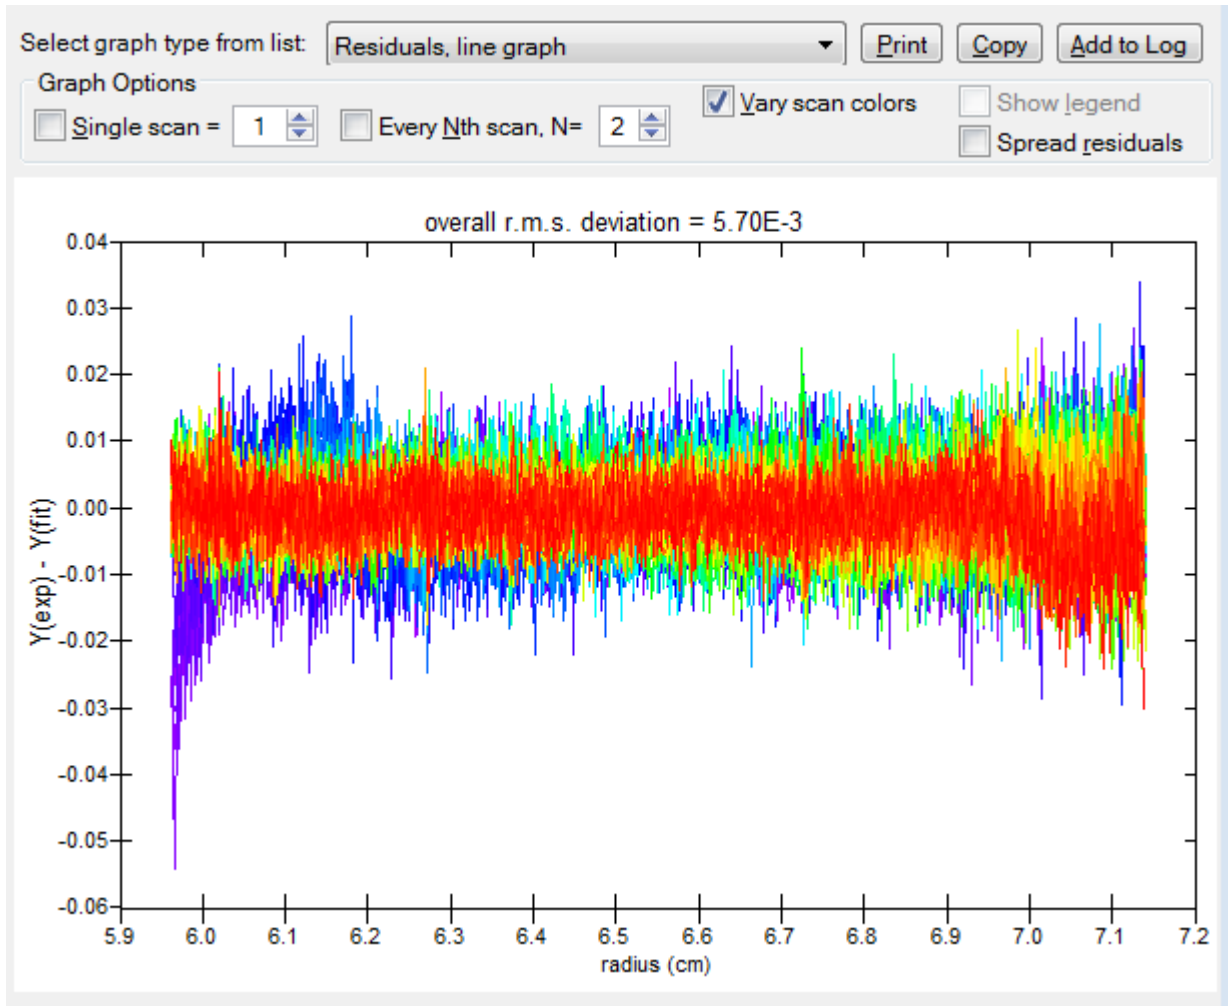 Select graph type from list: Residuals, line graph Print Copy Add to Log
Graph Options
Single scan = 1 Every Nth scan, N= 2 Vary scan colors Show legend
Spread residuals
overall r.m.s. deviation = 5.70E-3
0.04
0.03
0.02
0.01
0.00
-0.01
-0.02
-0.03
-0.04
-0.05
-0.06
Y(exp) - Y(fit)
5.9 6.0 6.1 6.2 6.3 6.4 6.5 6.6 6.7 6.8 6.9 7.0 7.1 7.2
radius (cm)